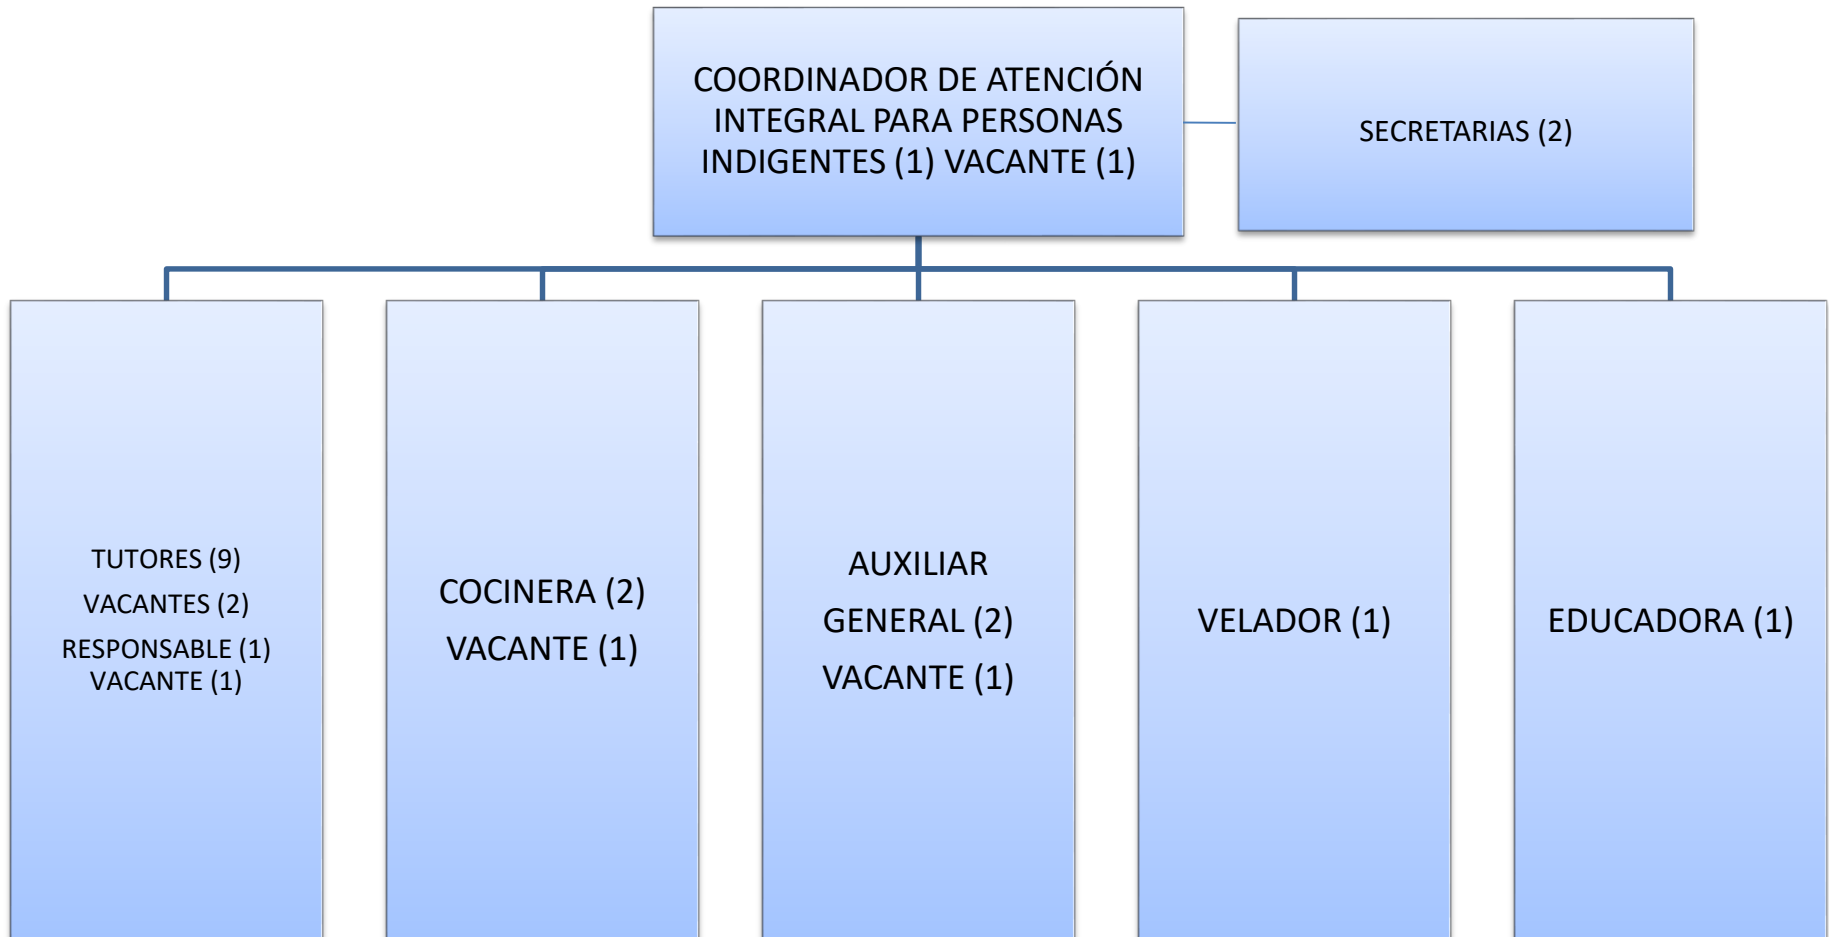 COORDINADOR DE ATENCIÓN
INTEGRAL PARA PERSONAS
INDIGENTES (1) VACANTE (1)
SECRETARIAS (2)
TUTORES (9)
VACANTES (2)
RESPONSABLE (1)
VACANTE (1)
COCINERA (2)
VACANTE (1)
AUXILIAR
GENERAL (2)
VACANTE (1)
VELADOR (1)
EDUCADORA (1)